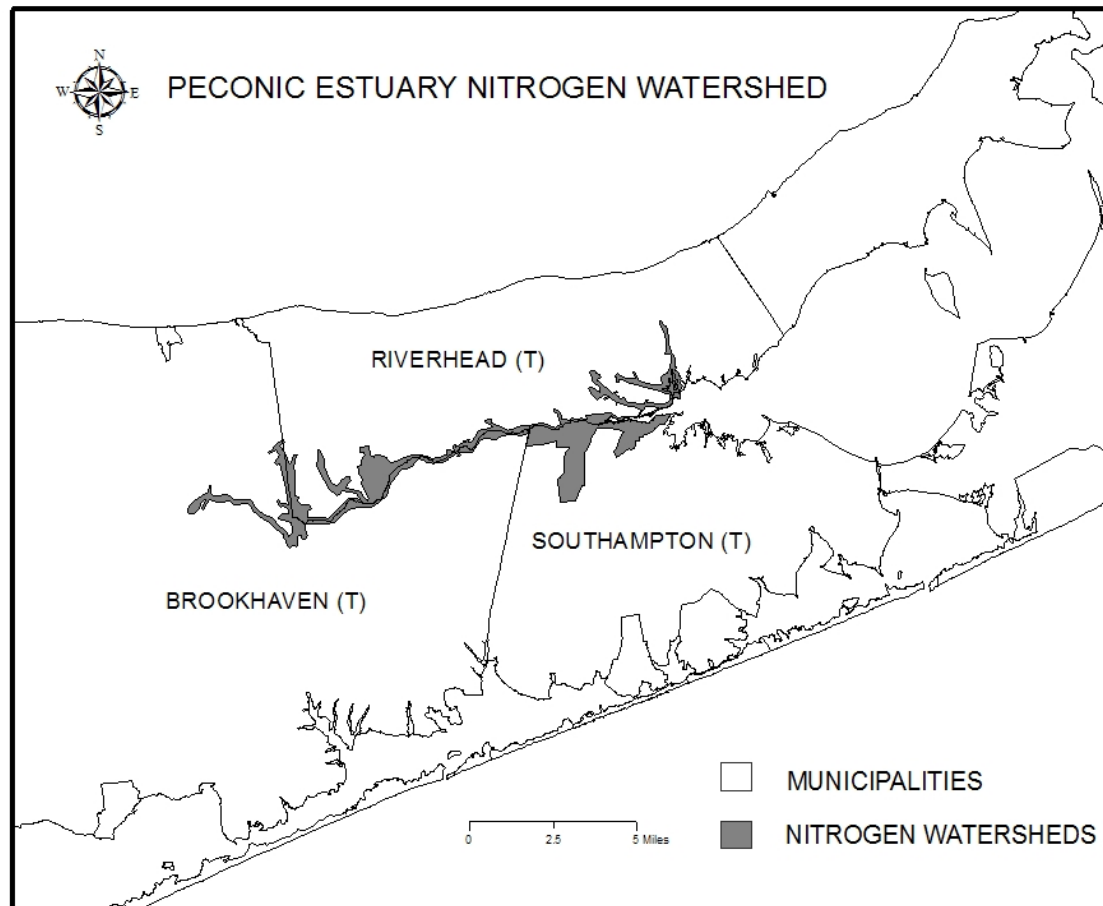 N
W E
S
PECONIC ESTUARY NITROGEN WATERSHED
RIVERHEAD (T)
SOUTHAMPTON (T)
BROOKHAVEN (T)
MUNICIPALITIES
NITROGEN WATERSHEDS
0 2.5 5 Miles